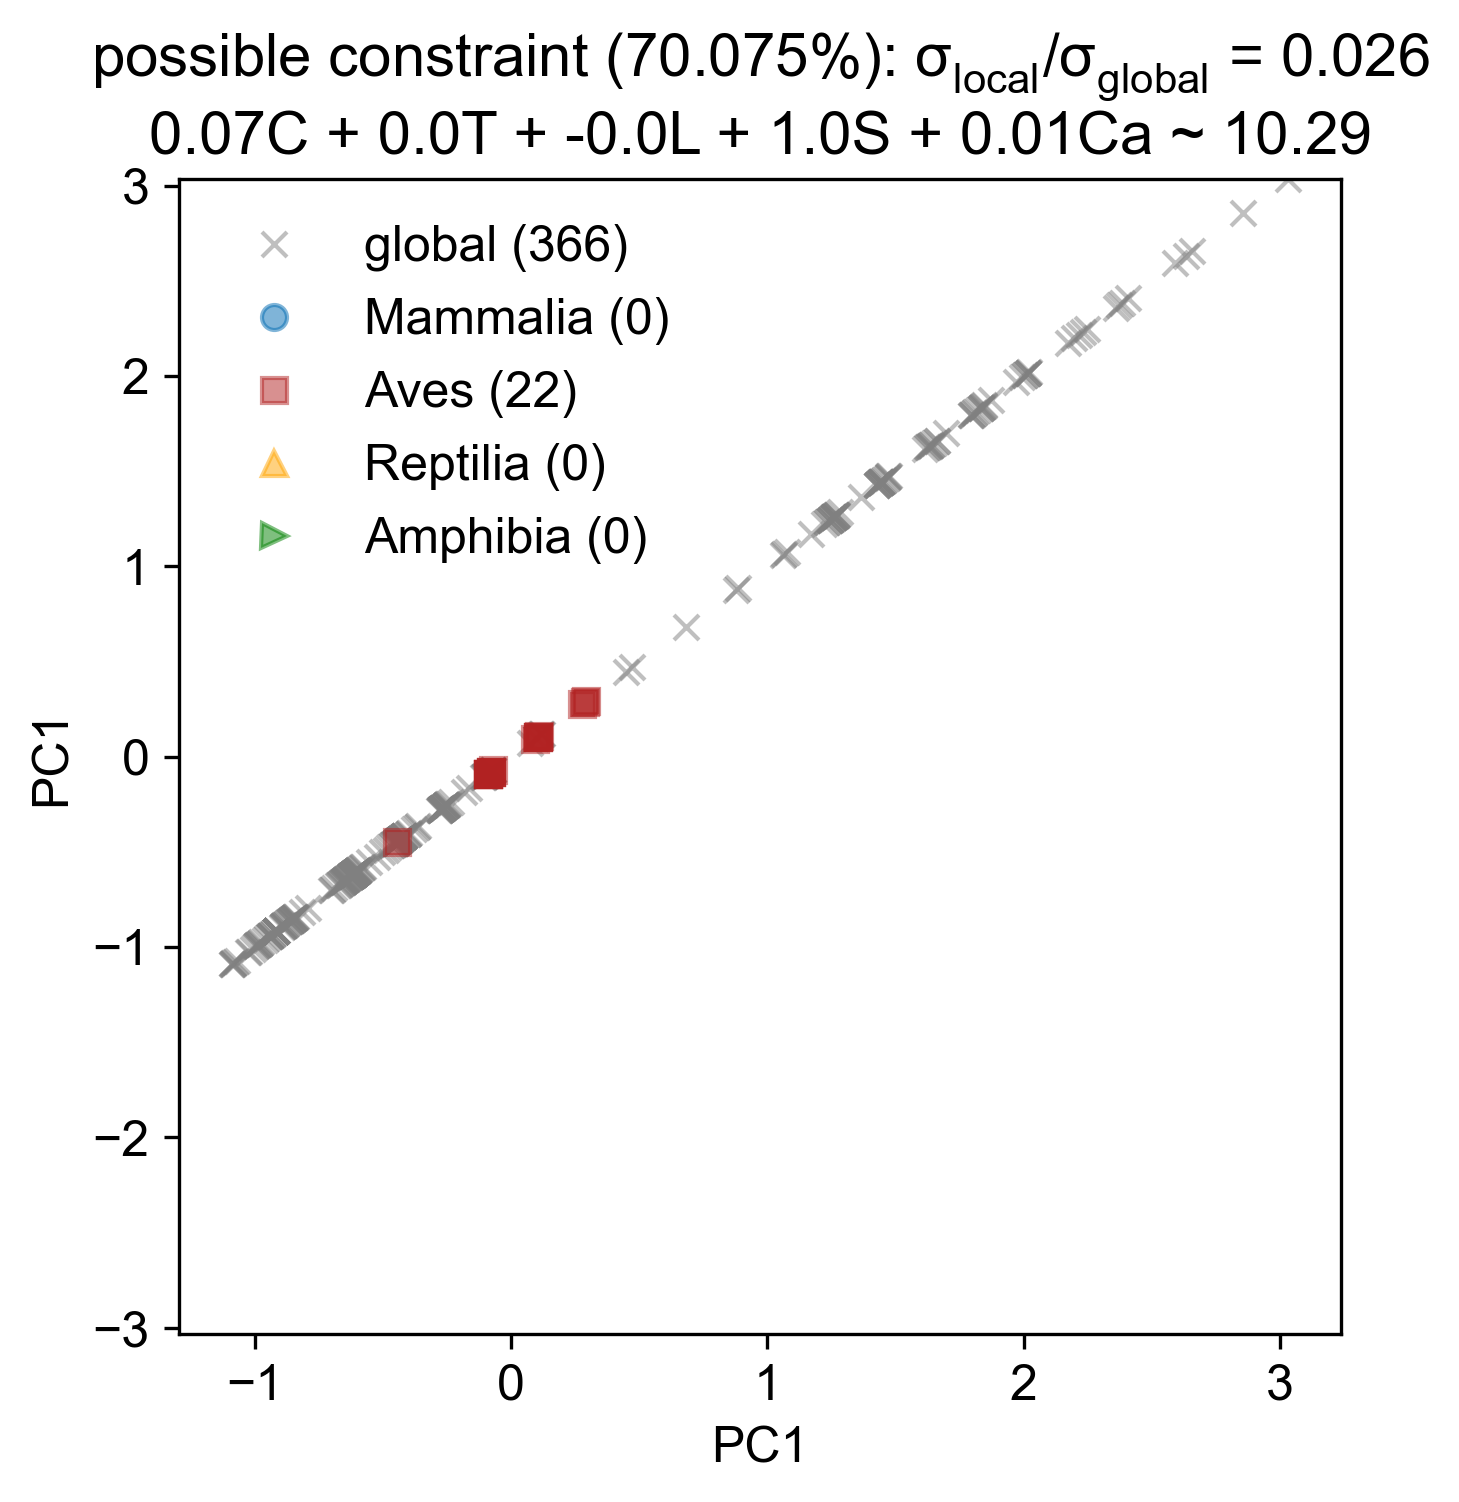 possible constraint (70.075%): σlocal/σglobal = 0.026
0.07C + 0.0T + -0.0L + 1.0S + 0.01Ca ~ 10.29
global (366)
Mammalia (0)
Aves (22)
Reptilia (0)
Amphibia (0)
3
2
1
0
−1
−2
−3
PC1
−1 0 1 2 3
PC1